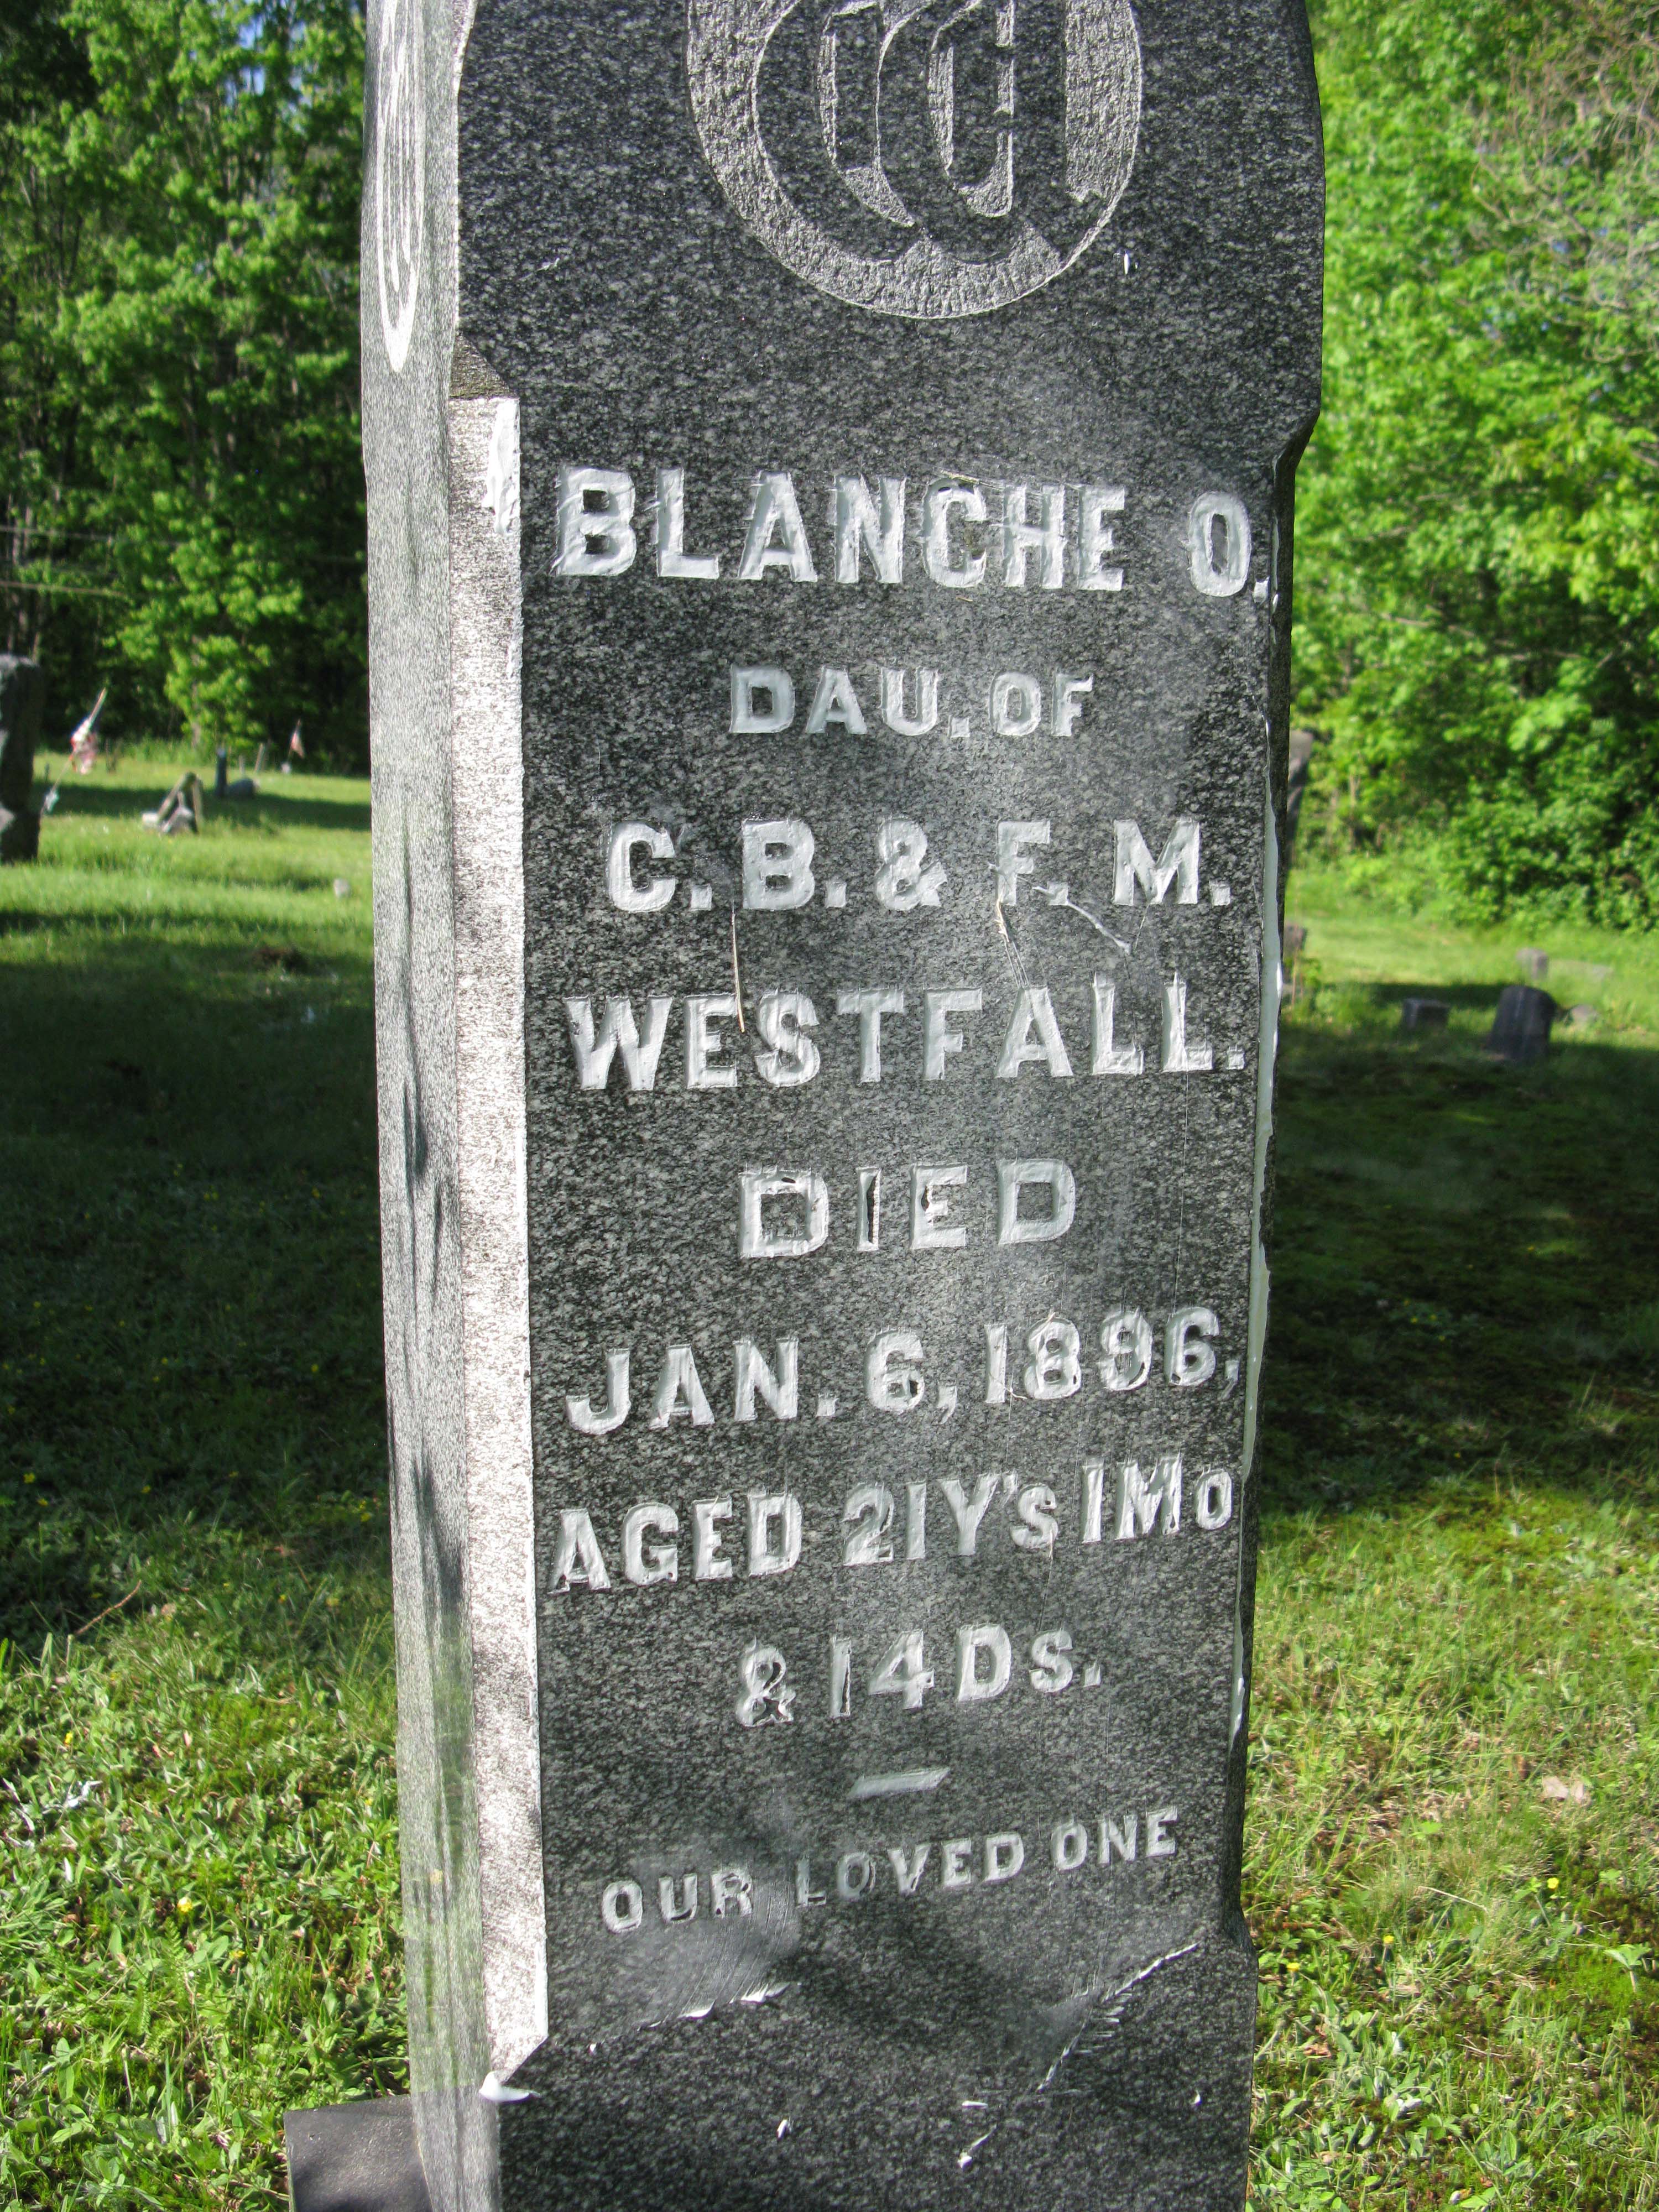 BLANCHE O.
DAU. OF
C. B. & F. M.
WESTFALL.
DIED
JAN. 6, 1896,
AGED 21Y's 1Mo
& 14Ds.
OUR LOVED ONE